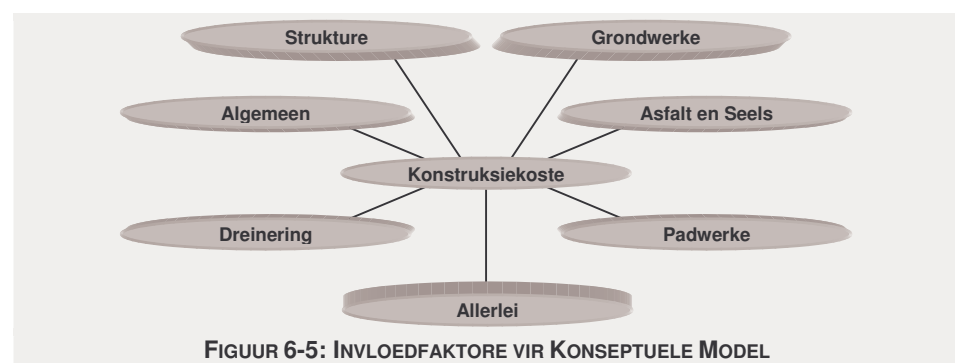 Strukture
Grondwerke
Algemeen
Asfalt en Seels
Konstruksiekoste
Dreinering
Padwerke
Allerlei
FIGUUR 6-5: INVLOEDFAKTORE VIR KONSEPTUELE MODEL